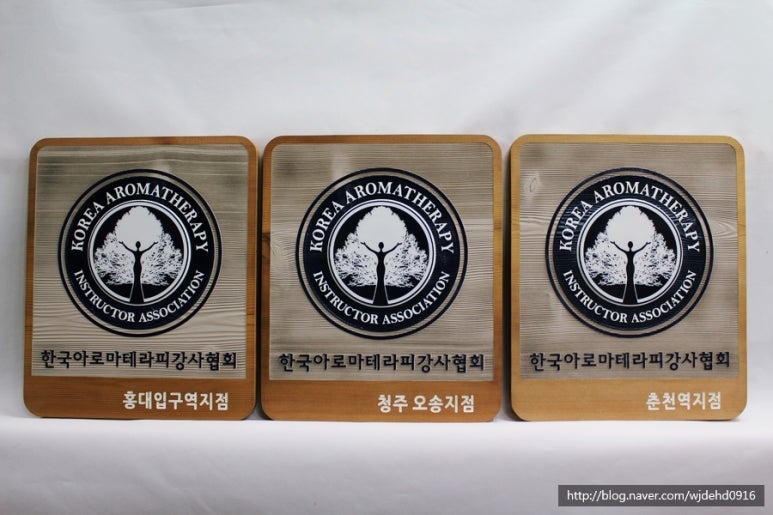 KOREA AROMATHERAPY
INSTRUCTOR ASSOCIATION
한국아로마테라피강사협회
홍대입구역지점
KOREA AROMATHERAPY
INSTRUCTOR ASSOCIATION
한국아로마테라피강사협회
청주 오송지점
KOREA AROMATHERAPY
INSTRUCTOR ASSOCIATION
한국아로마테라피강사협회
춘천역지점
http://blog.naver.com/wjdehd0916